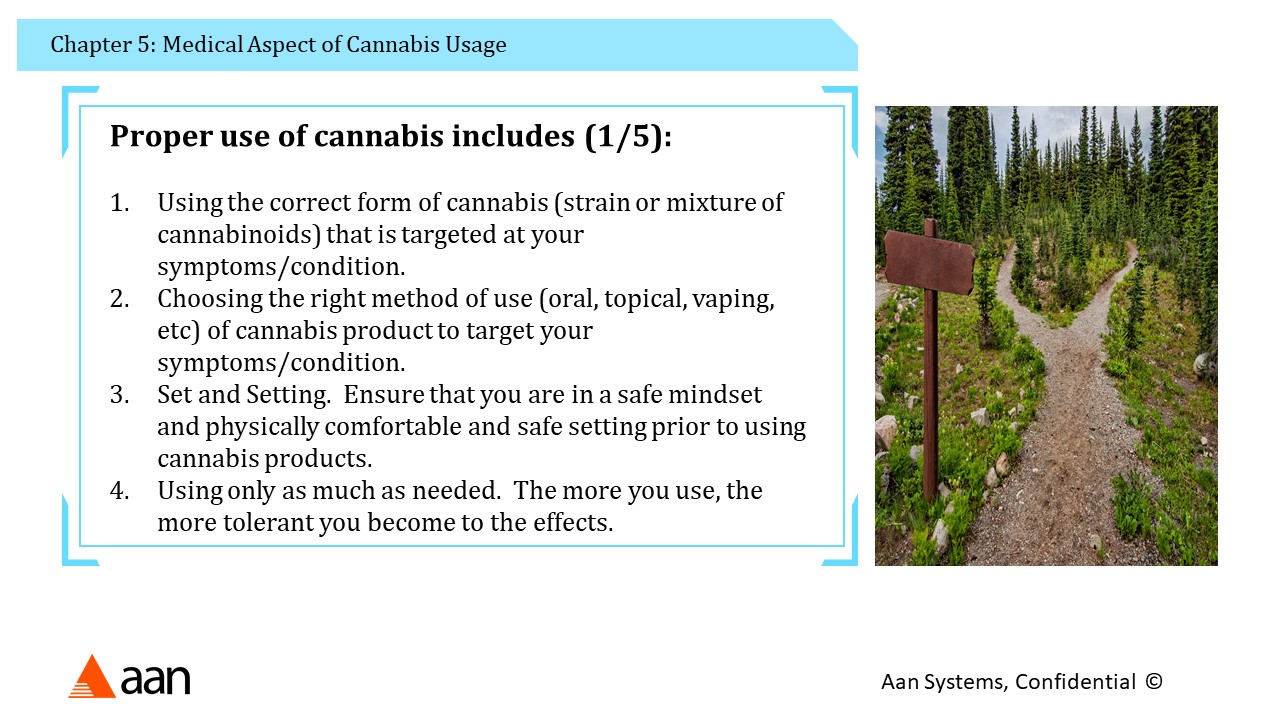 Chapter 5: Medical Aspect of Cannabis Usage
Proper use of cannabis includes (1/5):
1. Using the correct form of cannabis (strain or mixture of
cannabinoids) that is targeted at your
symptoms/condition.
2. Choosing the right method of use (oral, topical, vaping,
etc) of cannabis product to target your
symptoms/condition.
3. Set and Setting.  Ensure that you are in a safe mindset
and physically comfortable and safe setting prior to using
cannabis products.
4. Using only as much as needed.  The more you use, the
more tolerant you become to the effects.
aan
Aan Systems, Confidential ©